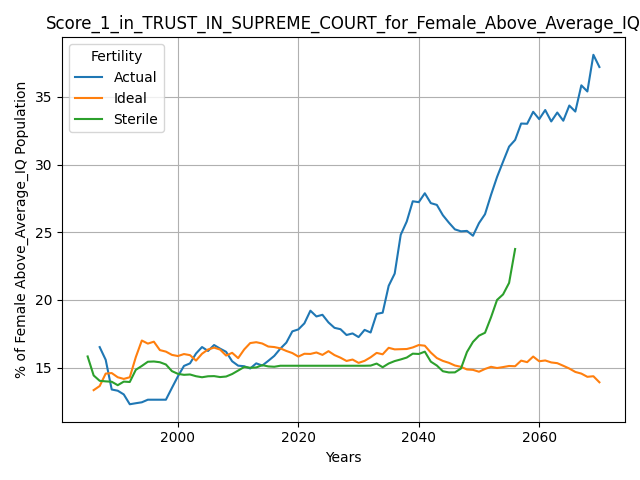 Score_1_in_TRUST_IN_SUPREME_COURT_for_Female_Above_Average_IQ
Fertility
Actual
Ideal
Sterile
% of Female Above_Average_IQ Population
35
30
25
20
15
2000
2020
2040
2060
Years